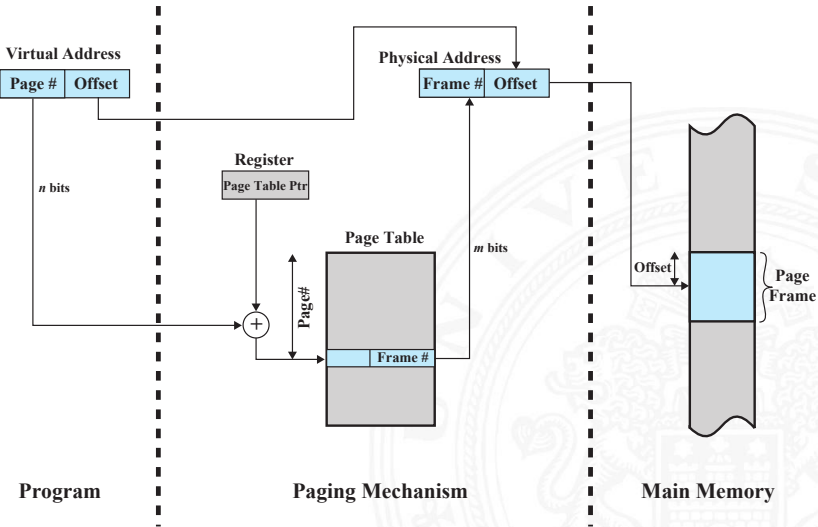 Virtual Address
Page #
Offset
n bits
Physical Address
Frame #
Offset
Register
Page Table Ptr
+
Page Table
Page#
Frame #
m bits
Offset
Page
Frame
Program
Paging Mechanism
Main Memory
U N I V E S